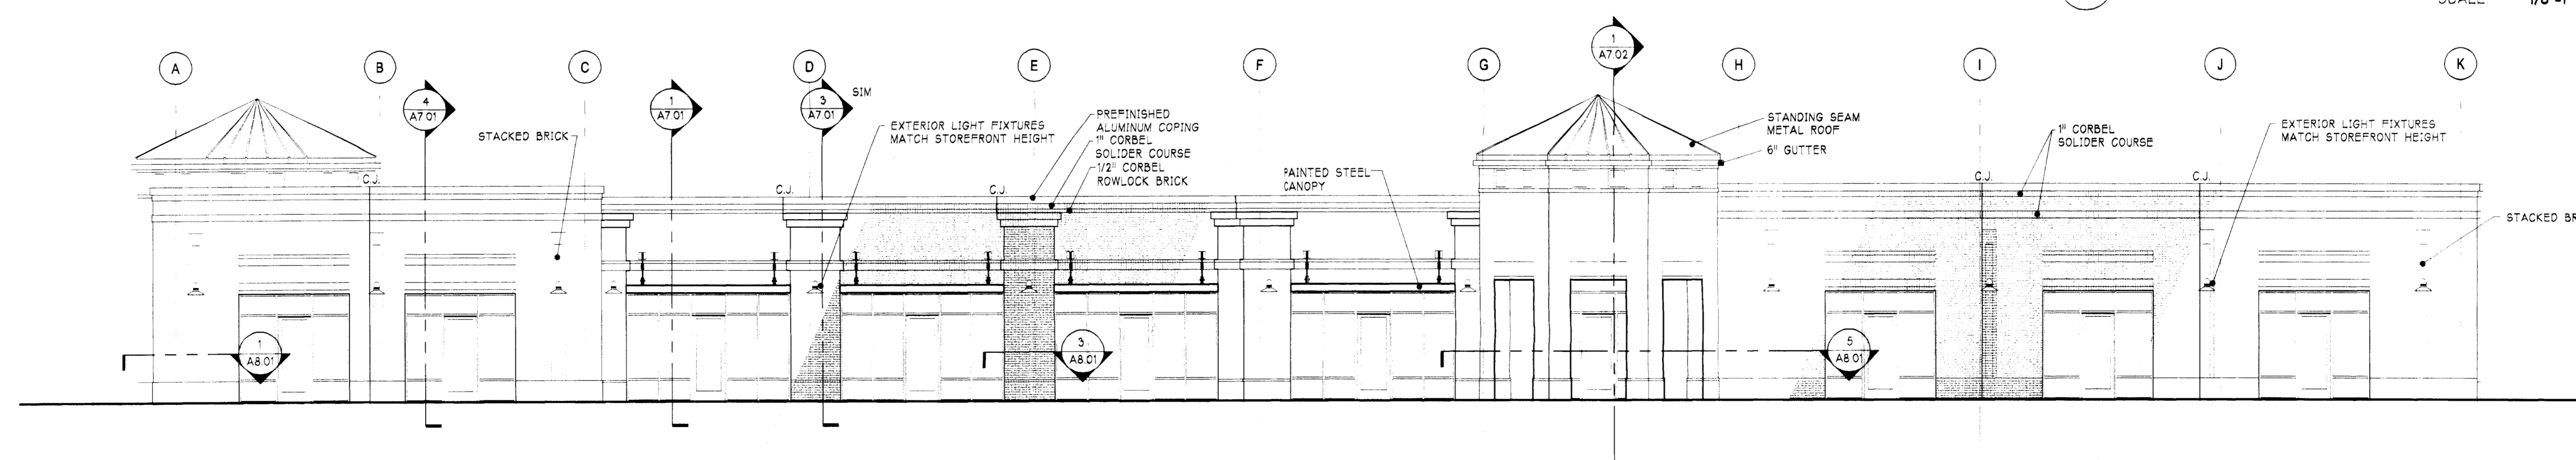 SCALE
A
B
C
D
E
F
G
H
I
J
K
1
A7.02
4
A7.01
1
A7.01
3
A7.01
SIM
STACKED BRICK
EXTERIOR LIGHT FIXTURES
MATCH STOREFRONT HEIGHT
PREFINISHED
ALUMINUM COPING
1" CORBEL
SOLIDER COURSE
1/2" CORBEL
ROWLOCK BRICK
PAINTED STEEL
CANOPY
STANDING SEAM
METAL ROOF
6" GUTTER
1" CORBEL
SOLIDER COURSE
EXTERIOR LIGHT FIXTURES
MATCH STOREFRONT HEIGHT
STACKED BR
C.J.
C.J.
C.J.
C.J.
C.J.
1
A8.01
3
A8.01
5
A8.01